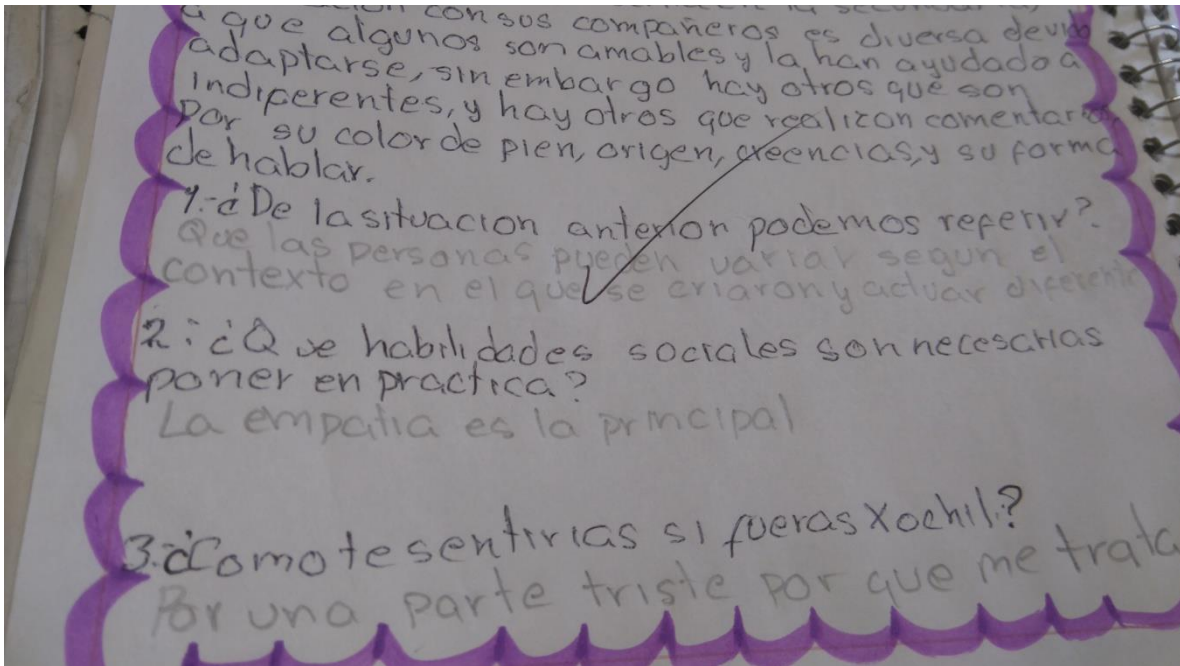 con sus compañeros es diversa devido
a que algunos son amables y la han ayudado a
adaptarse, sin embargo hay otros que son
indiferentes, y hay otros que realizan comentarios
Por su color de pien, origen, creencias, y su forma
de hablar.
1.-¿De la situacion anterior podemos referir?
Que las personas pueden variar segun el
contexto en el que se criaron y actuar diferente
2.-¿Que habilidades sociales son necesarias
poner en practica?
La empatia es la principal
3.-¿Como te sentirias si fueras Xochil?
Por una parte triste por que me trata